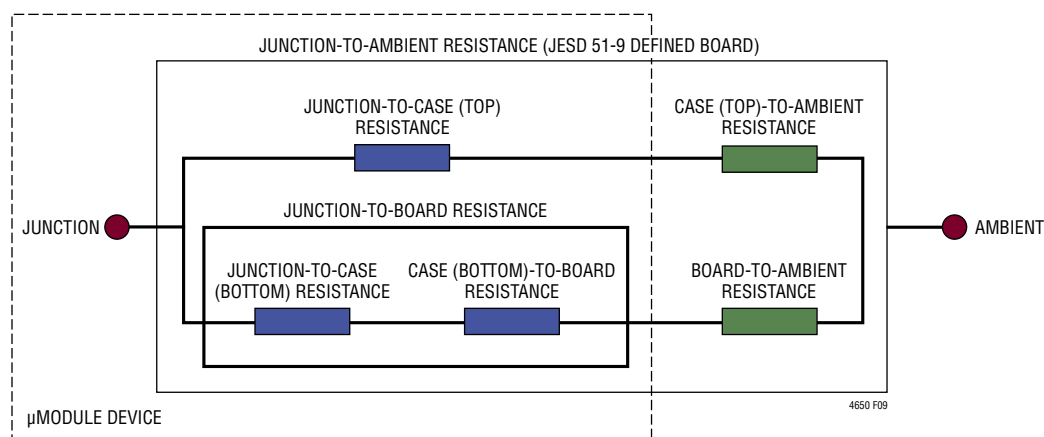 JUNCTION-TO-AMBIENT RESISTANCE (JESD 51-9 DEFINED BOARD)
JUNCTION-TO-CASE (TOP)
RESISTANCE
CASE (TOP)-TO-AMBIENT
RESISTANCE
JUNCTION-TO-BOARD RESISTANCE
JUNCTION
AMBIENT
JUNCTION-TO-CASE
(BOTTOM) RESISTANCE
CASE (BOTTOM)-TO-BOARD
RESISTANCE
BOARD-TO-AMBIENT
RESISTANCE
4650 F09
µMODULE DEVICE